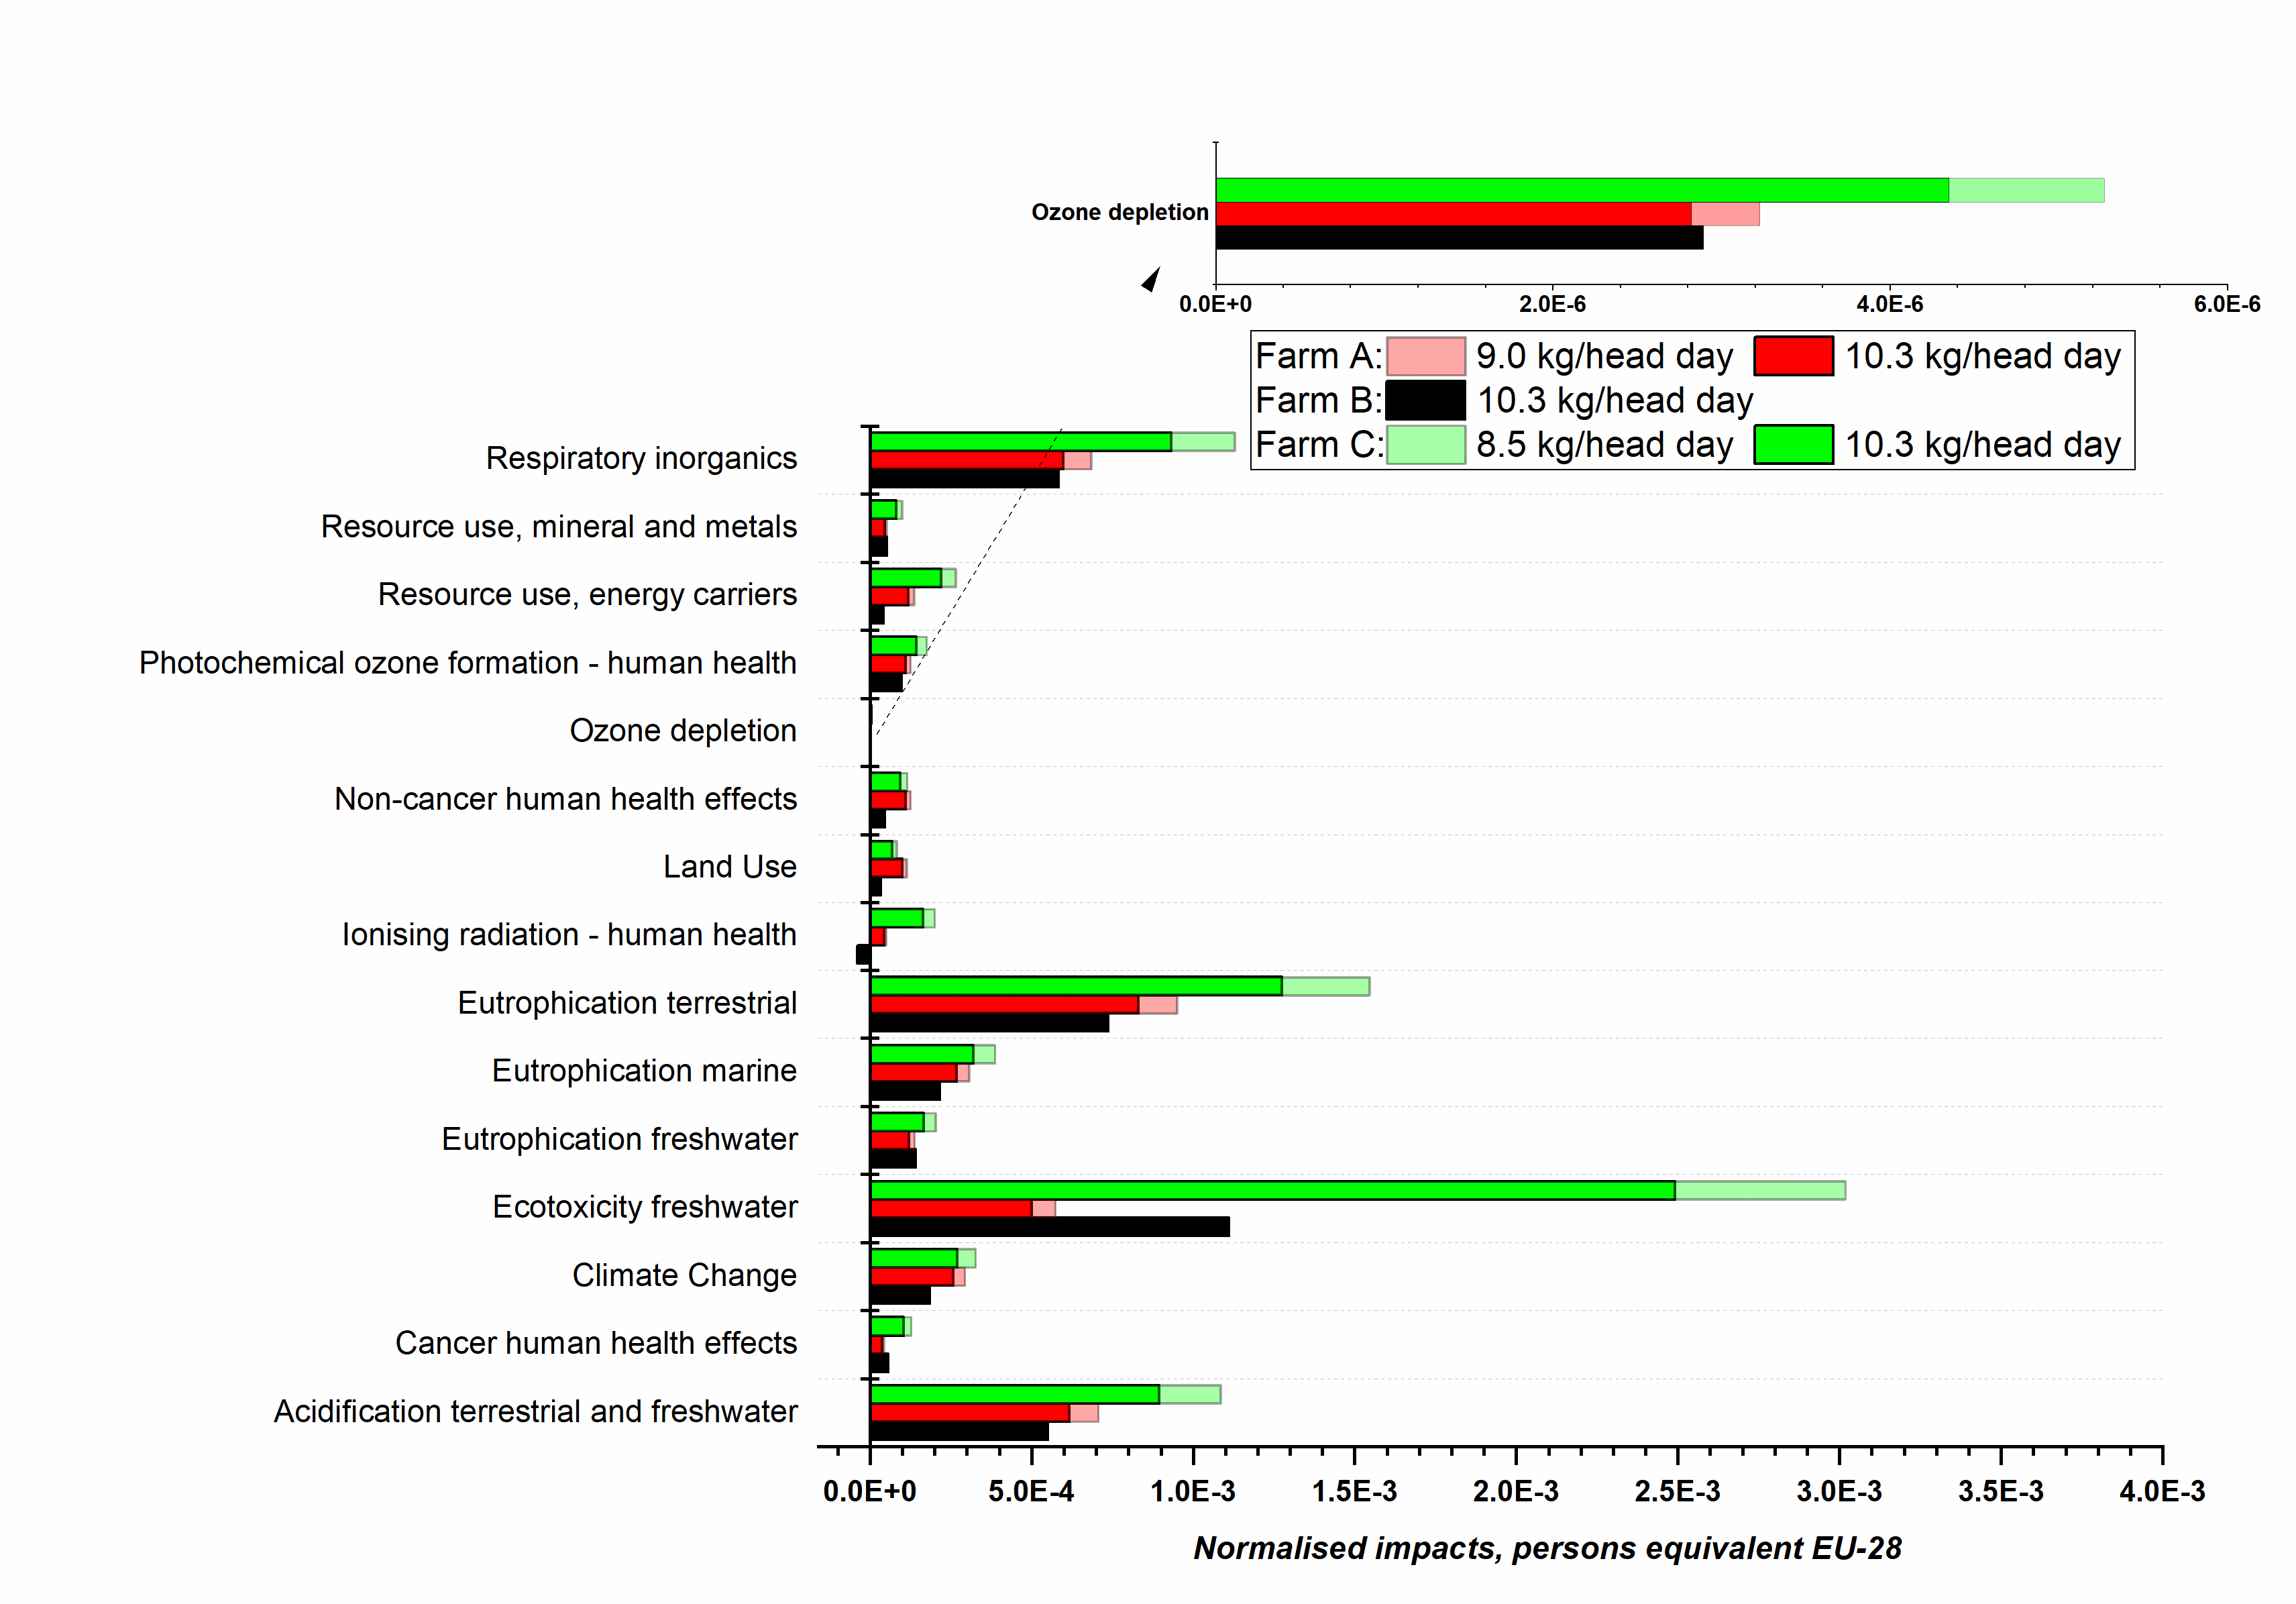 Ozone depletion
0.0E+0 2.0E-6 4.0E-6 6.0E-6
Farm A: 9.0 kg/head day 10.3 kg/head day
Farm B: 10.3 kg/head day
Farm C: 8.5 kg/head day 10.3 kg/head day
Respiratory inorganics
Resource use, mineral and metals
Resource use, energy carriers
Photochemical ozone formation - human health
Ozone depletion
Non-cancer human health effects
Land Use
Ionising radiation - human health
Eutrophication terrestrial
Eutrophication marine
Eutrophication freshwater
Ecotoxicity freshwater
Climate Change
Cancer human health effects
Acidification terrestrial and freshwater
0.0E+0 5.0E-4 1.0E-3 1.5E-3 2.0E-3 2.5E-3 3.0E-3 3.5E-3 4.0E-3
Normalised impacts, persons equivalent EU-28